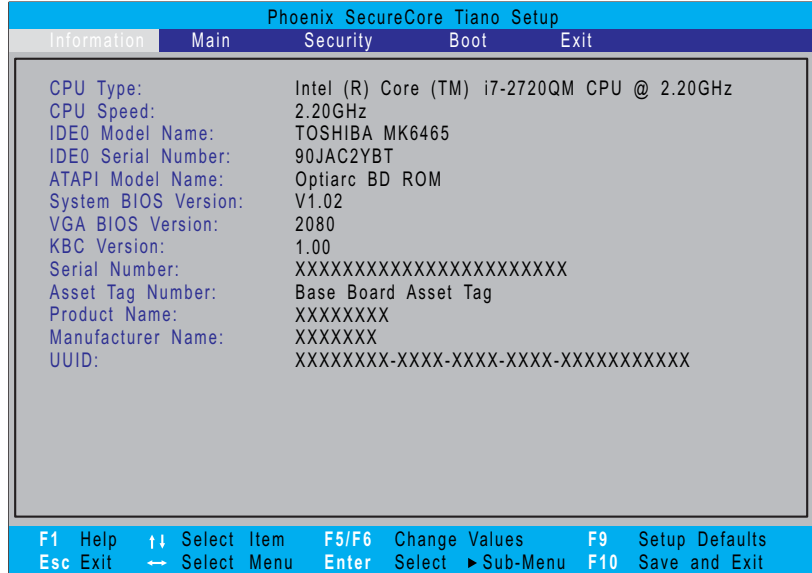 Phoenix SecureCore Tiano Setup
Information Main Security Boot Exit
CPU Type: Intel (R) Core (TM) i7-2720QM CPU @ 2.20GHz
CPU Speed: 2.20GHz
IDE0 Model Name: TOSHIBA MK6465
IDE0 Serial Number: 90JAC2YBT
ATAPI Model Name: Optiarc BD ROM
System BIOS Version: V1.02
VGA BIOS Version: 2080
KBC Version: 1.00
Serial Number: XXXXXXXXXXXXXXXXXXXXXXX
Asset Tag Number: Base Board Asset Tag
Product Name: XXXXXXXX
Manufacturer Name: XXXXXXX
UUID: XXXXXXXX-XXXX-XXXX-XXXX-XXXXXXXXXXX
F1 Help ↑↓ Select Item F5/F6 Change Values F9 Setup Defaults
Esc Exit ↔ Select Menu Enter Select ►Sub-Menu F10 Save and Exit